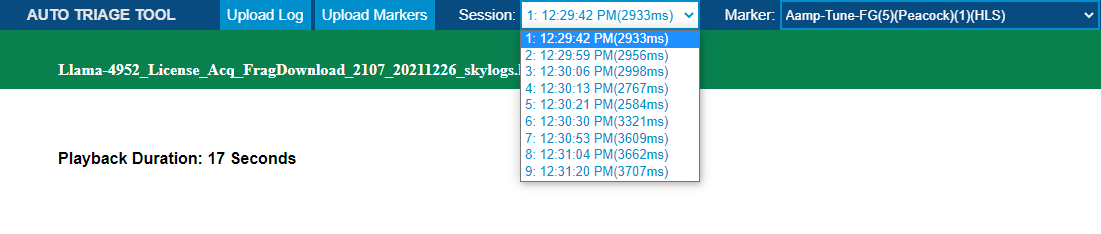 AUTO TRIAGE TOOL Upload Log Upload Markers Session: 1: 12:29:42 PM(2933ms) Marker: Aamp-Tune-FG(5)(Peacock)(1)(HLS)
1: 12:29:42 PM(2933ms)
2: 12:29:59 PM(2956ms)
3: 12:30:06 PM(2998ms)
4: 12:30:13 PM(2767ms)
5: 12:30:21 PM(2584ms)
6: 12:30:30 PM(3321ms)
7: 12:30:53 PM(3609ms)
8: 12:31:04 PM(3662ms)
9: 12:31:20 PM(3707ms)
Llama-4952_License_Acq_FragDownload_2107_20211226_skylogs.
Playback Duration: 17 Seconds